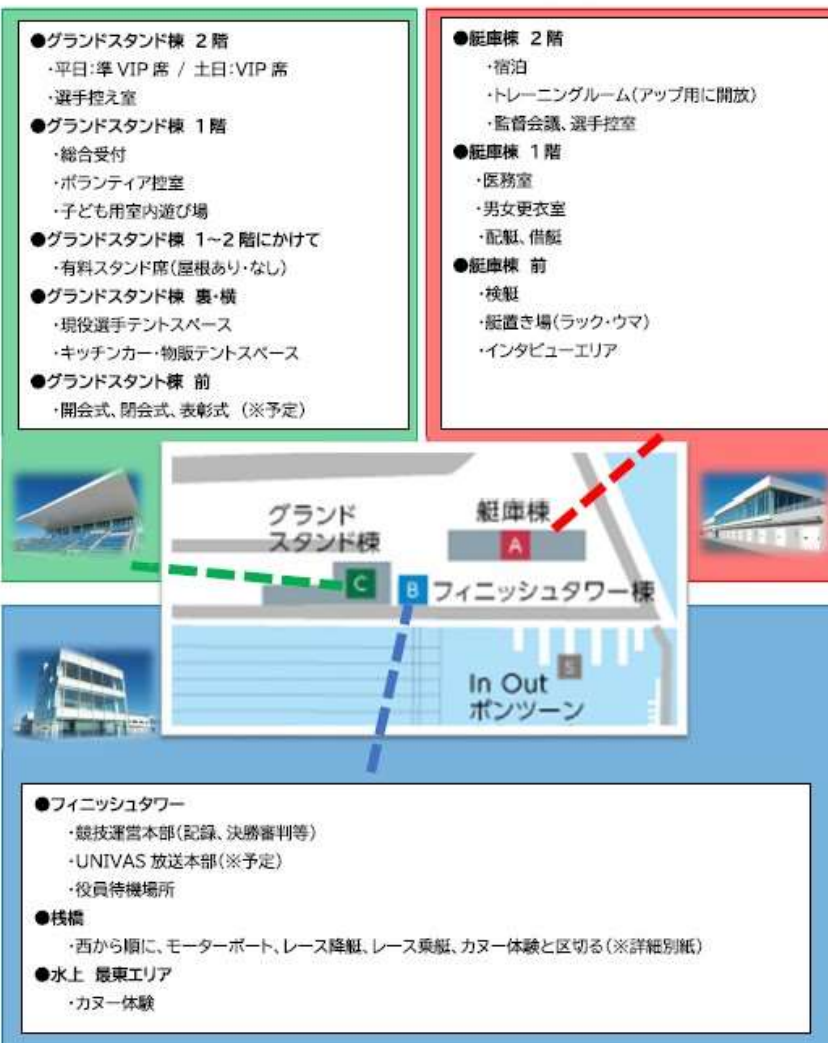 ●グランドスタンド棟 2階
・平日:準VIP席 / 土日:VIP席
・選手控え室
●グランドスタンド棟 1階
・総合受付
・ボランティア控室
・子ども用室内遊び場
●グランドスタンド棟 1~2階にかけて
・有料スタンド席(屋根あり・なし)
●グランドスタンド棟 裏・横
・現役選手テントスペース
・キッチンカー・物販テントスペース
●グランドスタント棟 前
・開会式、閉会式、表彰式 (※予定)
●艇庫棟 2階
・宿泊
・トレーニングルーム(アップ用に開放)
・監督会議、選手控室
●艇庫棟 1階
・医務室
・男女更衣室
・配艇、借艇
●艇庫棟 前
・検艇
・艇置き場(ラック・ウマ)
・インタビューエリア
グランド
スタンド棟
艇庫棟
A
C
B フィニッシュタワー棟
S
In Out
ポンツーン
●フィニッシュタワー
・競技運営本部(記録、決勝審判等)
・UNIVAS 放送本部(※予定)
・役員待機場所
●桟橋
・西から順に、モーターボート、レース降艇、レース乗艇、カヌー体験と区切る(※詳細別紙)
●水上 最東エリア
・カヌー体験